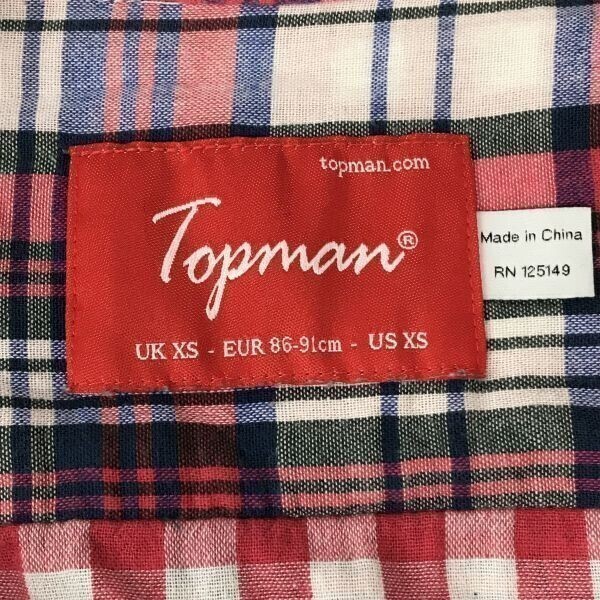 topman.com
Topman®
UK XS - EUR 86-91cm - US XS
Made in China
RN 125149